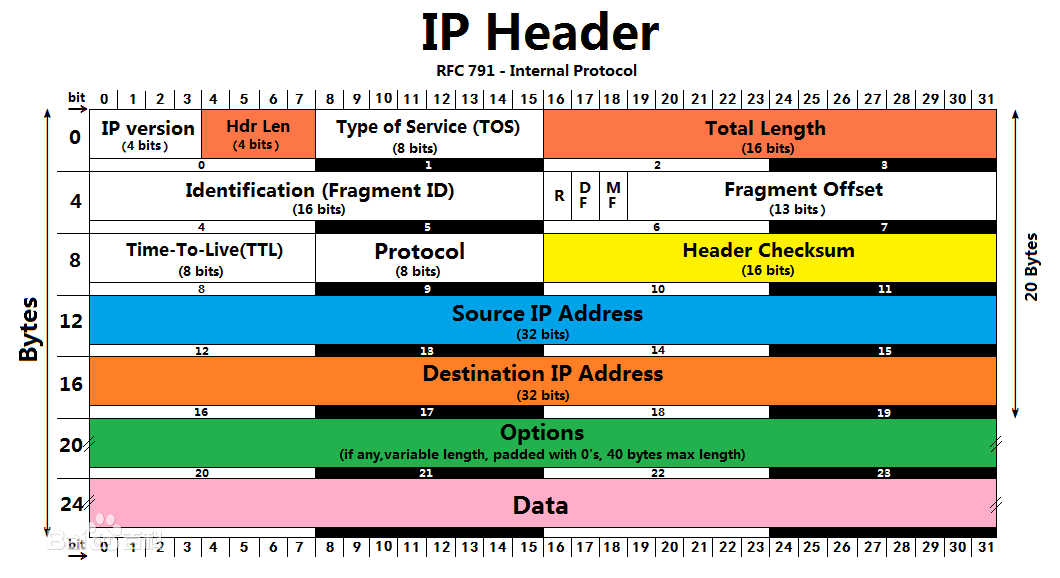 IP Header
RFC 791 - Internal Protocol
bit 0 1 2 3 4 5 6 7 8 9 10 11 12 13 14 15 16 17 18 19 20 21 22 23 24 25 26 27 28 29 30 31
0 IP version Hdr Len Type of Service (TOS) Total Length
(4 bits) (4 bits) (8 bits) (16 bits)
0 1 2 3
4 Identification (Fragment ID) R DF MF Fragment Offset
(16 bits) (13 bits)
4 5 6 7
8 Time-To-Live(TTL) Protocol Header Checksum
(8 bits) (8 bits) (16 bits)
8 9 10 11
12 Source IP Address
(32 bits)
12 13 14 15
16 Destination IP Address
(32 bits)
16 17 18 19
20 Options
(if any,variable length, padded with 0's, 40 bytes max length)
20 21 22 23
24 Data
bit 0 1 2 3 4 5 6 7 8 9 10 11 12 13 14 15 16 17 18 19 20 21 22 23 24 25 26 27 28 29 30 31
Bytes
20 Bytes
Bai百科